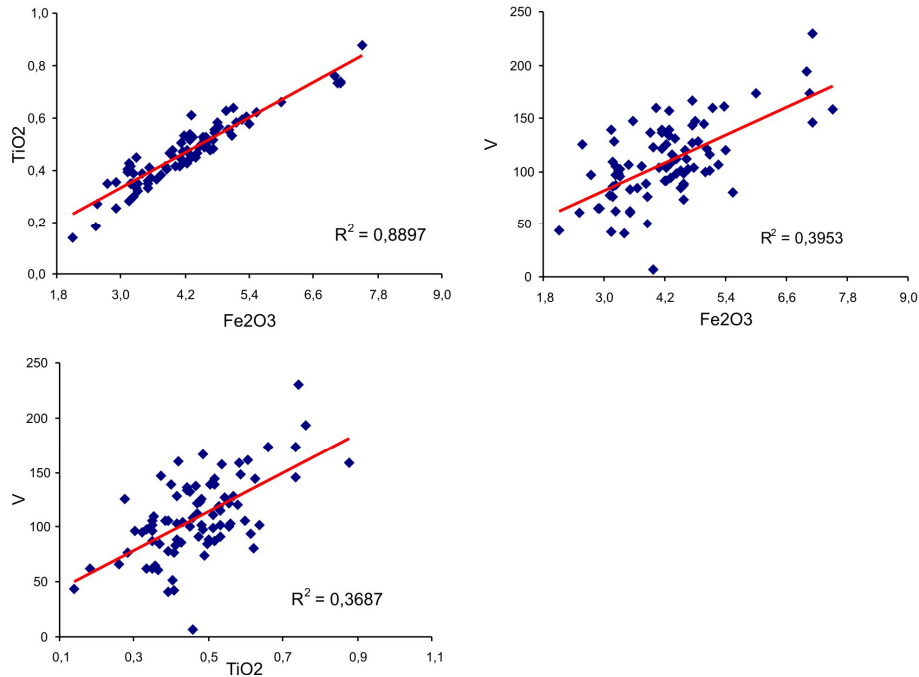 1,0
0,8
0,6
0,4
0,2
0,0
TiO2
R² = 0,8897
1,8 3,0 4,2 5,4 6,6 7,8 9,0
Fe2O3
250
200
150
100
50
0
V
R² = 0,3953
1,8 3,0 4,2 5,4 6,6 7,8 9,0
Fe2O3
250
200
150
100
50
0
V
R² = 0,3687
0,1 0,3 0,5 0,7 0,9 1,1
TiO2